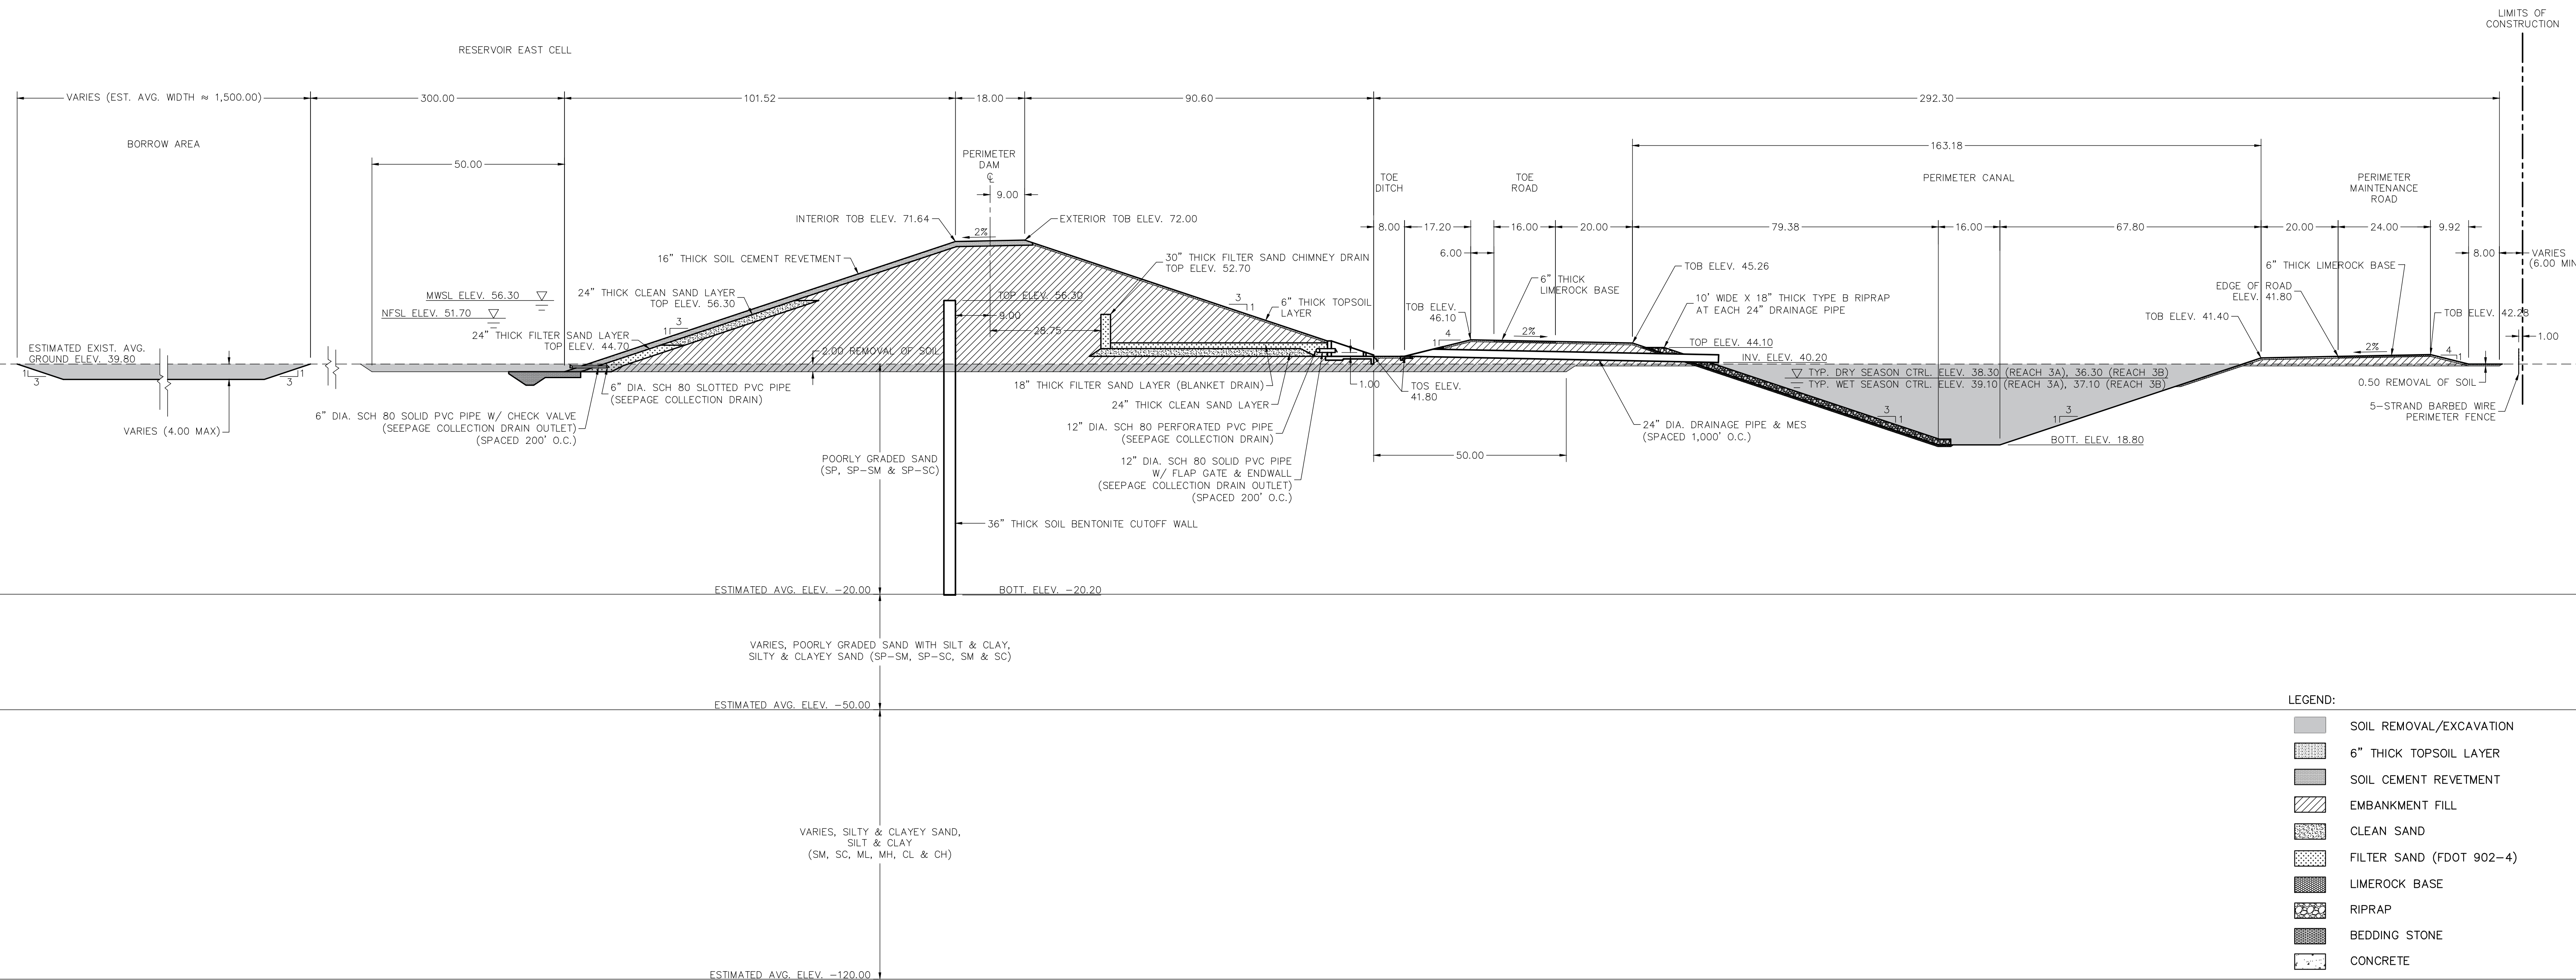 LIMITS OF
CONSTRUCTION
RESERVOIR EAST CELL
VARIES (EST. AVG. WIDTH ≈ 1,500.00)
300.00
101.52
18.00
90.60
292.30
BORROW AREA
50.00
PERIMETER
DAM
℄
9.00
163.18
TOE
DITCH
TOE
ROAD
PERIMETER CANAL
PERIMETER
MAINTENANCE
ROAD
INTERIOR TOB ELEV. 71.64
EXTERIOR TOB ELEV. 72.00
2%
8.00
17.20
16.00
20.00
79.38
16.00
67.80
20.00
24.00
9.92
6.00
8.00
VARIES
(6.00 MIN
16" THICK SOIL CEMENT REVETMENT
30" THICK FILTER SAND CHIMNEY DRAIN
TOP ELEV. 52.70
TOB ELEV. 45.26
6" THICK LIMEROCK BASE
6" THICK
LIMEROCK BASE
24" THICK CLEAN SAND LAYER
TOP ELEV. 56.30
MWSL ELEV. 56.30
TOP ELEV. 56.30
3
1
6" THICK TOPSOIL
LAYER
10' WIDE X 18" THICK TYPE B RIPRAP
AT EACH 24" DRAINAGE PIPE
EDGE OF ROAD
ELEV. 41.80
NFSL ELEV. 51.70
9.00
TOB ELEV.
46.10
TOB ELEV. 41.40
TOB ELEV. 42.28
3
1
28.75
24" THICK FILTER SAND LAYER
TOP ELEV. 44.70
4
1
2%
TOP ELEV. 44.10
2%
1.00
ESTIMATED EXIST. AVG.
GROUND ELEV. 39.80
2.00 REMOVAL OF SOIL
INV. ELEV. 40.20
4
1
1
3
1
3
TYP. DRY SEASON CTRL. ELEV. 38.30 (REACH 3A), 36.30 (REACH 3B)
TYP. WET SEASON CTRL. ELEV. 39.10 (REACH 3A), 37.10 (REACH 3B)
0.50 REMOVAL OF SOIL
6" DIA. SCH 80 SLOTTED PVC PIPE
(SEEPAGE COLLECTION DRAIN)
18" THICK FILTER SAND LAYER (BLANKET DRAIN)
1.00
TOS ELEV.
41.80
24" THICK CLEAN SAND LAYER
5-STRAND BARBED WIRE
PERIMETER FENCE
6" DIA. SCH 80 SOLID PVC PIPE W/ CHECK VALVE
(SEEPAGE COLLECTION DRAIN OUTLET)
(SPACED 200' O.C.)
VARIES (4.00 MAX)
12" DIA. SCH 80 PERFORATED PVC PIPE
(SEEPAGE COLLECTION DRAIN)
24" DIA. DRAINAGE PIPE & MES
(SPACED 1,000' O.C.)
3
1
3
1
BOTT. ELEV. 18.80
POORLY GRADED SAND
(SP, SP-SM & SP-SC)
50.00
12" DIA. SCH 80 SOLID PVC PIPE
W/ FLAP GATE & ENDWALL
(SEEPAGE COLLECTION DRAIN OUTLET)
(SPACED 200' O.C.)
36" THICK SOIL BENTONITE CUTOFF WALL
ESTIMATED AVG. ELEV. -20.00
BOTT. ELEV. -20.20
VARIES, POORLY GRADED SAND WITH SILT & CLAY,
SILTY & CLAYEY SAND (SP-SM, SP-SC, SM & SC)
ESTIMATED AVG. ELEV. -50.00
VARIES, SILTY & CLAYEY SAND,
SILT & CLAY
(SM, SC, ML, MH, CL & CH)
ESTIMATED AVG. ELEV. -120.00
LEGEND:
SOIL REMOVAL/EXCAVATION
6" THICK TOPSOIL LAYER
SOIL CEMENT REVETMENT
EMBANKMENT FILL
CLEAN SAND
FILTER SAND (FDOT 902-4)
LIMEROCK BASE
RIPRAP
BEDDING STONE
CONCRETE